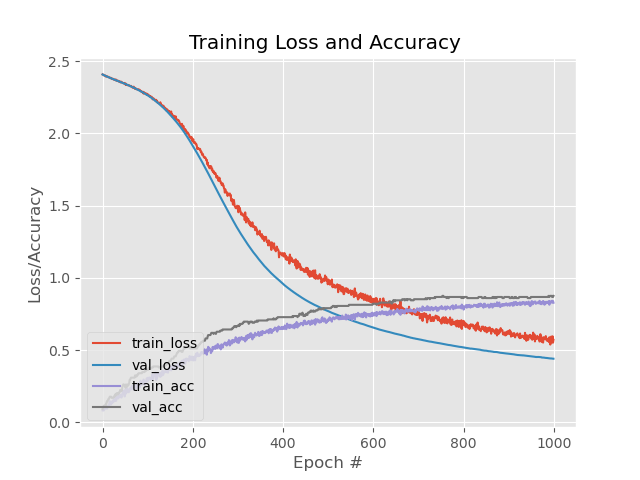 Training Loss and Accuracy
2.5
2.0
1.5
1.0
0.5
0.0
Loss/Accuracy
train_loss
val_loss
train_acc
val_acc
0 200 400 600 800 1000
Epoch #